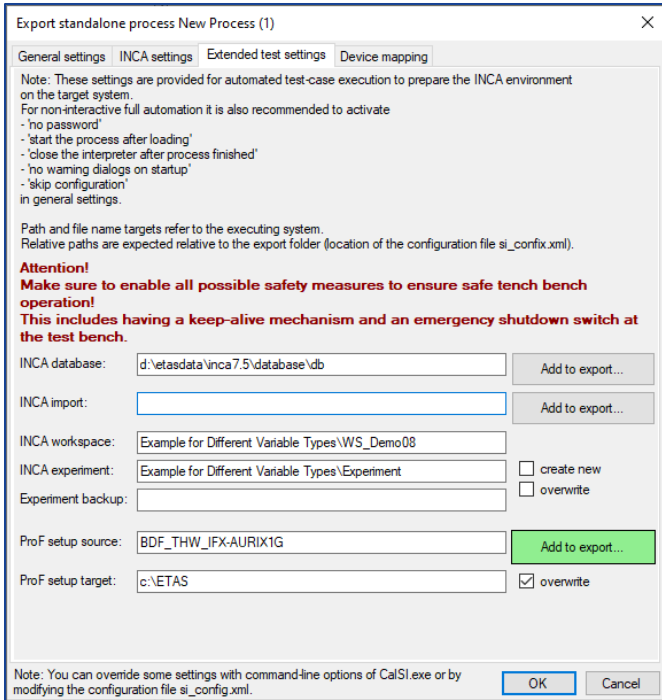 Export standalone process New Process (1)
General settings INCA settings Extended test settings Device mapping
Note: These settings are provided for automated test-case execution to prepare the INCA environment
on the target system.
For non-interactive full automation it is also recommended to activate
- 'no password'
- 'start the process after loading'
- 'close the interpreter after process finished'
- 'no warning dialogs on startup'
- 'skip configuration'
in general settings.
Path and file name targets refer to the executing system.
Relative paths are expected relative to the export folder (location of the configuration file si_confix.xml).
Attention!
Make sure to enable all possible safety measures to ensure safe tench bench
operation!
This includes having a keep-alive mechanism and an emergency shutdown switch at
the test bench.
INCA database: d:\etasdata\inca7.5\database\db Add to export...
INCA import: Add to export...
INCA workspace: Example for Different Variable Types\WS_Demo08
INCA experiment: Example for Different Variable Types\Experiment create new
Experiment backup: overwrite
ProF setup source: BDF_THW_IFX-AURIX1G Add to export...
ProF setup target: c:\ETAS overwrite
Note: You can override some settings with command-line options of CalSI.exe or by
modifying the configuration file si_config.xml.
OK Cancel